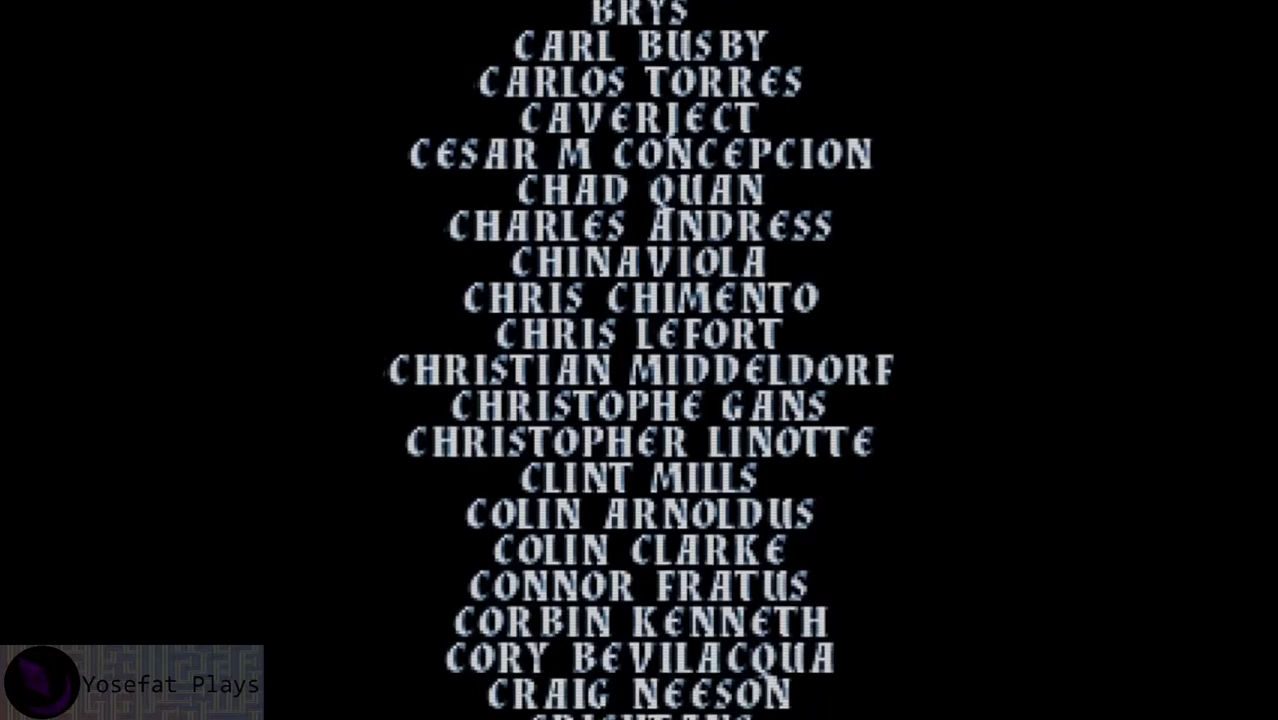 BRYS
CARL BUSBY
CARLOS TORRES
CAVERJECT
CESAR M CONCEPCION
CHAD QUAN
CHARLES ANDRESS
CHINAVIOLA
CHRIS CHIMENTO
CHRIS LEFORT
CHRISTIAN MIDDELDORF
CHRISTOPHE GANS
CHRISTOPHER LINOTTE
CLINT MILLS
COLIN ARNOLDUS
COLIN CLARKE
CONNOR FRATUS
CORBIN KENNETH
CORY BEVILACQUA
CRAIG NEESON
Yosefat Plays